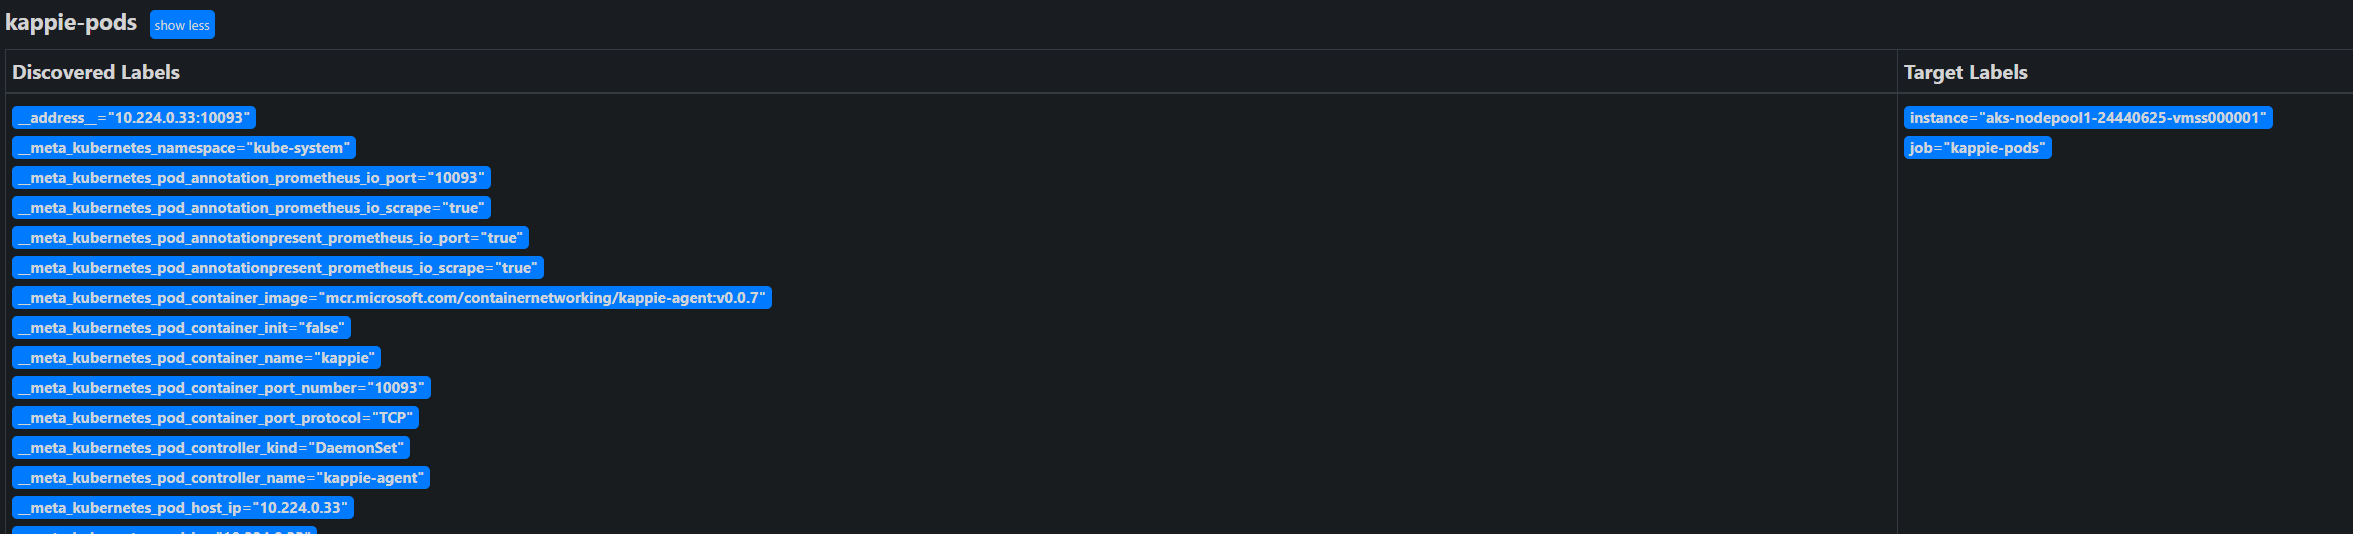 kappie-pods show less
Discovered Labels
Target Labels
__address__="10.224.0.33:10093"
instance="aks-nodepool1-24440625-vmss000001"
__meta_kubernetes_namespace="kube-system"
job="kappie-pods"
__meta_kubernetes_pod_annotation_prometheus_io_port="10093"
__meta_kubernetes_pod_annotation_prometheus_io_scrape="true"
__meta_kubernetes_pod_annotationpresent_prometheus_io_port="true"
__meta_kubernetes_pod_annotationpresent_prometheus_io_scrape="true"
__meta_kubernetes_pod_container_image="mcr.microsoft.com/containernetworking/kappie-agent:v0.0.7"
__meta_kubernetes_pod_container_init="false"
__meta_kubernetes_pod_container_name="kappie"
__meta_kubernetes_pod_container_port_number="10093"
__meta_kubernetes_pod_container_port_protocol="TCP"
__meta_kubernetes_pod_controller_kind="DaemonSet"
__meta_kubernetes_pod_controller_name="kappie-agent"
__meta_kubernetes_pod_host_ip="10.224.0.33"